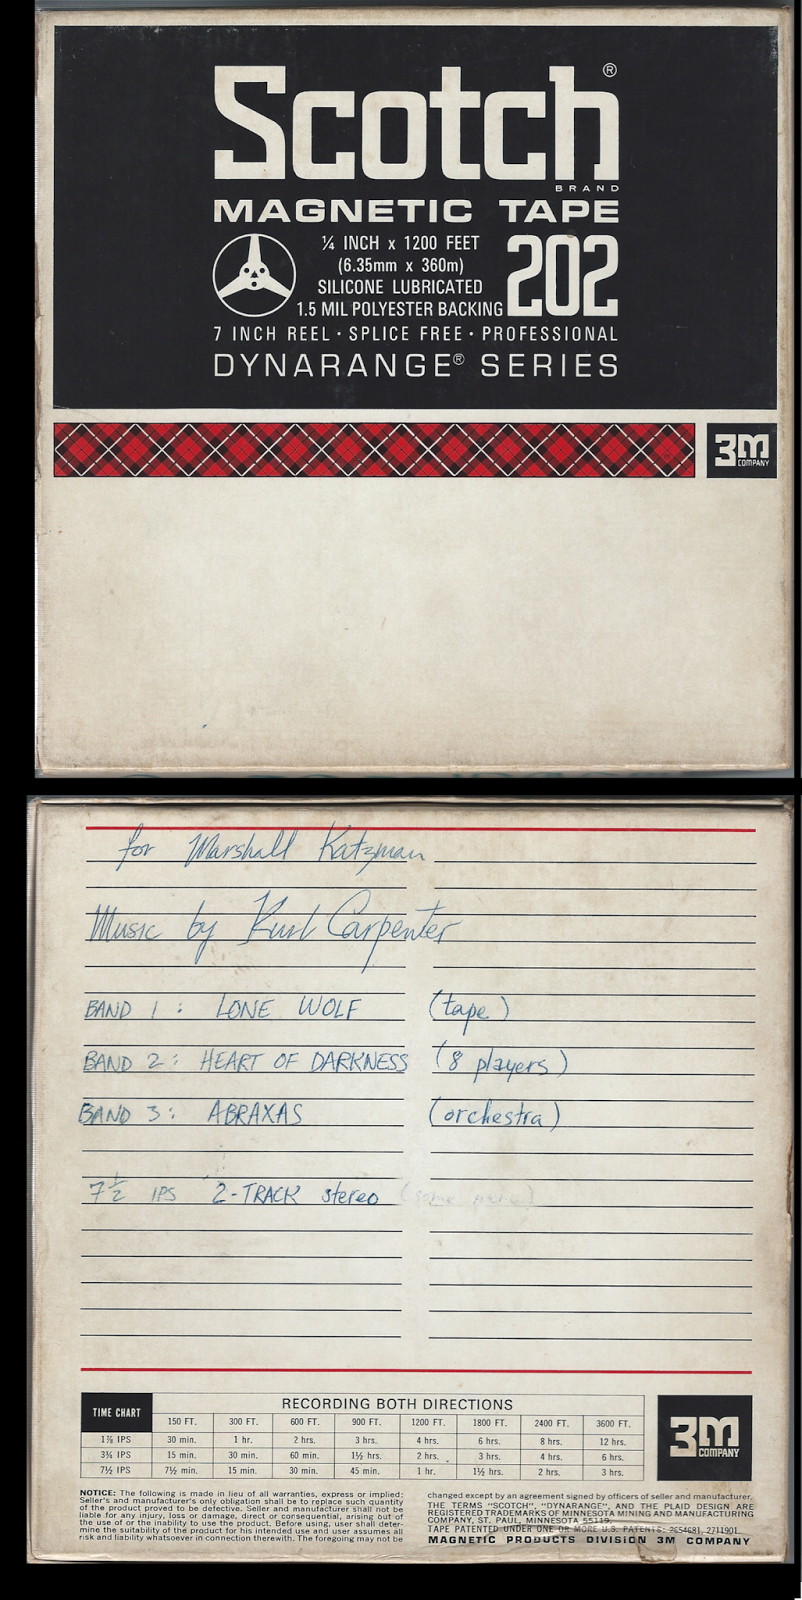 Scotch®
BRAND
MAGNETIC TAPE
¼ INCH x 1200 FEET
(6.35mm x 360m)
SILICONE LUBRICATED
1.5 MIL POLYESTER BACKING
202
7 INCH REEL · SPLICE FREE · PROFESSIONAL
DYNARANGE® SERIES
3M
COMPANY
for Marshall Katzman
Music by Kurt Carpenter
BAND 1 : LONE WOLF (tape)
BAND 2 : HEART OF DARKNESS (8 players)
BAND 3 : ABRAXAS (orchestra)
7½ IPS 2-TRACK stereo
TIME CHART
RECORDING BOTH DIRECTIONS
150 FT. 300 FT. 600 FT. 900 FT. 1200 FT. 1800 FT. 2400 FT. 3600 FT.
1⅞ IPS 30 min. 1 hr. 2 hrs. 3 hrs. 4 hrs. 6 hrs. 8 hrs. 12 hrs.
3¾ IPS 15 min. 30 min. 60 min. 1½ hrs. 2 hrs. 3 hrs. 4 hrs. 6 hrs.
7½ IPS 7½ min. 15 min. 30 min. 45 min. 1 hr. 1½ hrs. 2 hrs. 3 hrs.
3M
COMPANY
NOTICE: The following is made in lieu of all warranties, express or implied:
Seller's and manufacturer's only obligation shall be to replace such quantity
of the product proved to be defective. Seller and manufacturer shall not be
liable for any injury, loss or damage, direct or consequential, arising out of
the use of or the inability to use the product. Before using, user shall deter-
mine the suitability of the product for his intended use and user assumes all
risk and liability whatsoever in connection therewith. The foregoing may not be
changed except by an agreement signed by officers of seller and manufacturer.
THE TERMS "SCOTCH", "DYNARANGE", AND THE PLAID DESIGN ARE
REGISTERED TRADEMARKS OF MINNESOTA MINING AND MANUFACTURING
COMPANY, ST. PAUL, MINNESOTA 55119.
TAPE PATENTED UNDER ONE OR MORE U.S. PATENTS: 2654681, 2711901.
MAGNETIC PRODUCTS DIVISION 3M COMPANY